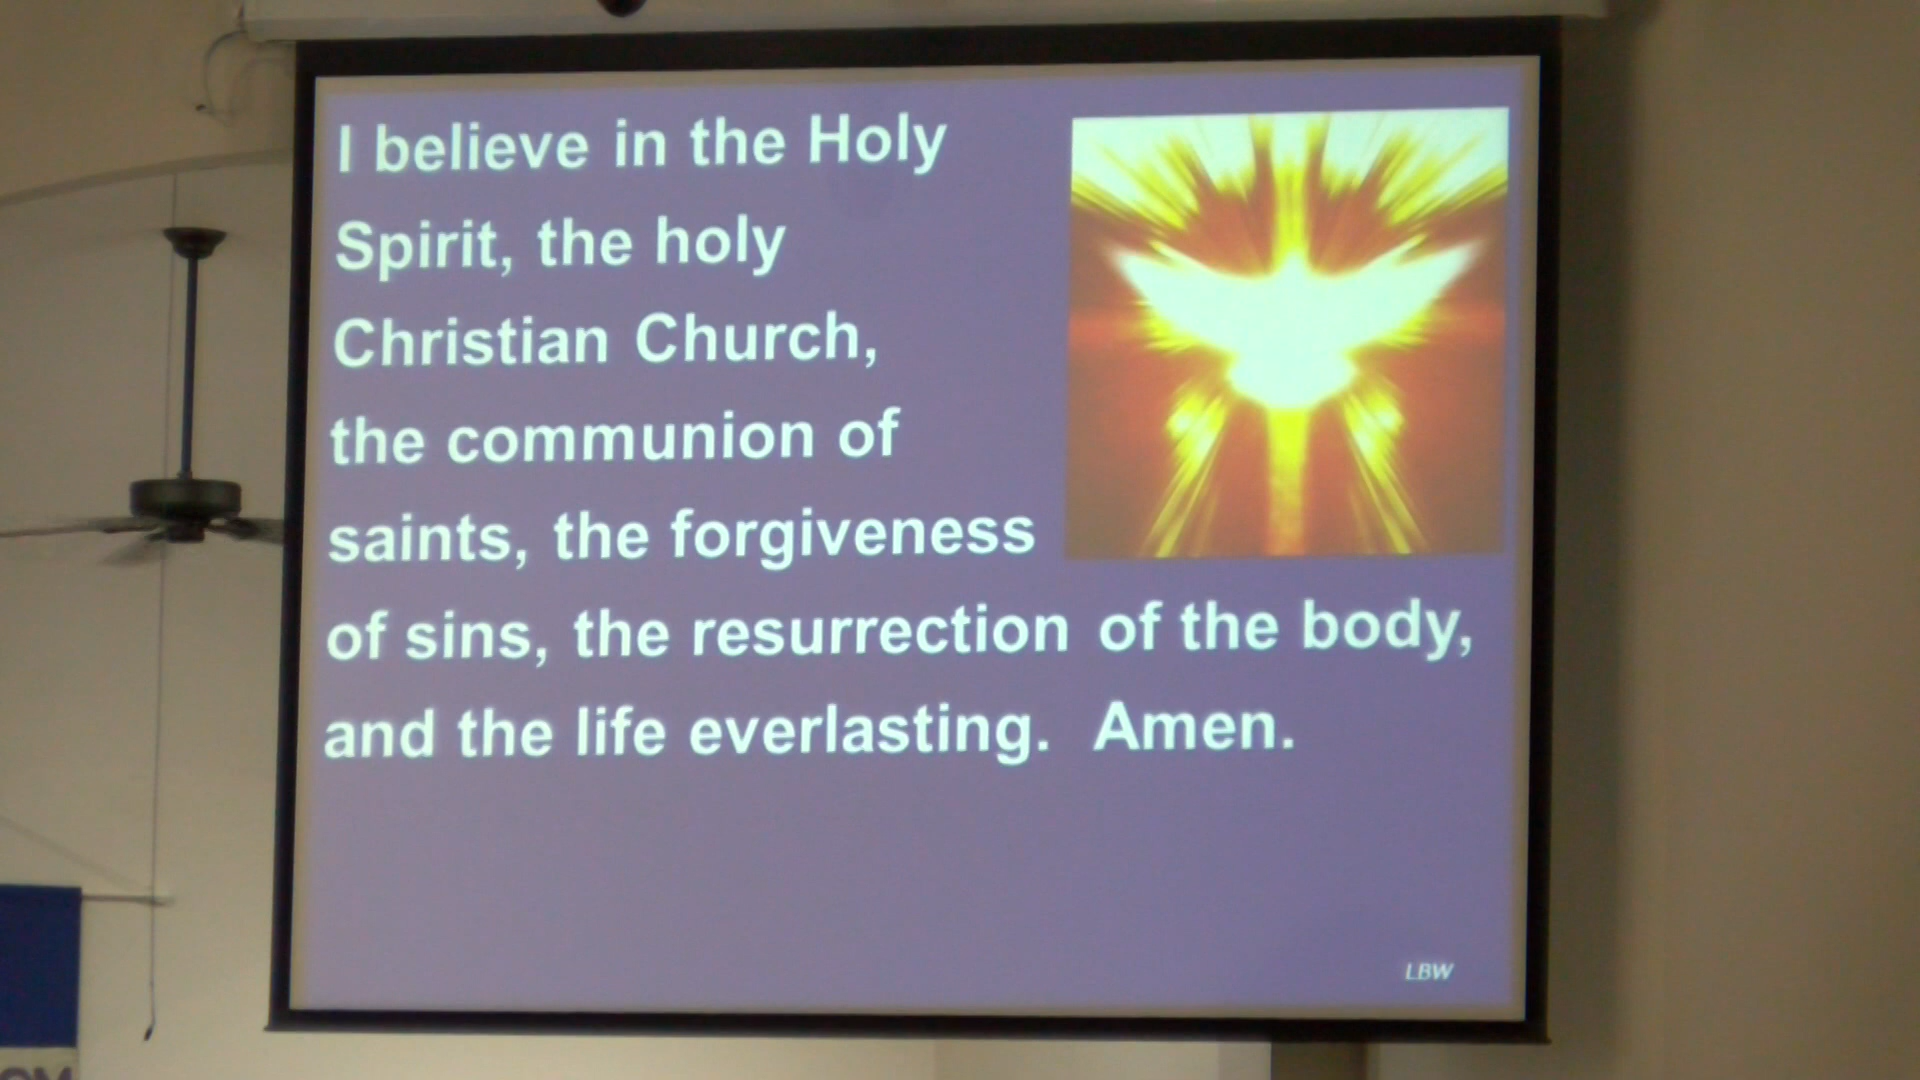 I believe in the Holy
Spirit, the holy
Christian Church,
the communion of
saints, the forgiveness
of sins, the resurrection of the body,
and the life everlasting. Amen.
LBW